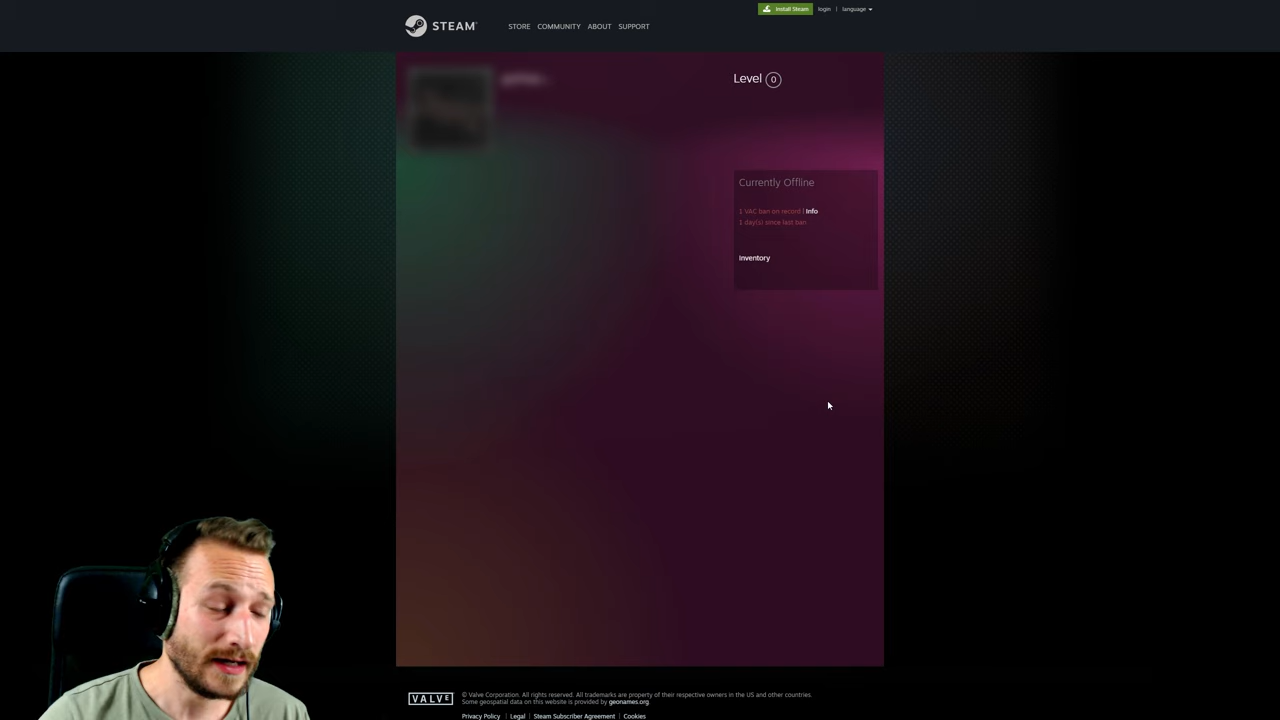 Install Steam
login | language
STEAM®
STORE COMMUNITY ABOUT SUPPORT
Level 0
Currently Offline
1 VAC ban on record | Info
1 day(s) since last ban
Inventory
VALVE
© Valve Corporation. All rights reserved. All trademarks are property of their respective owners in the US and other countries.
Some geospatial data on this website is provided by geonames.org.
Privacy Policy | Legal | Steam Subscriber Agreement | Cookies